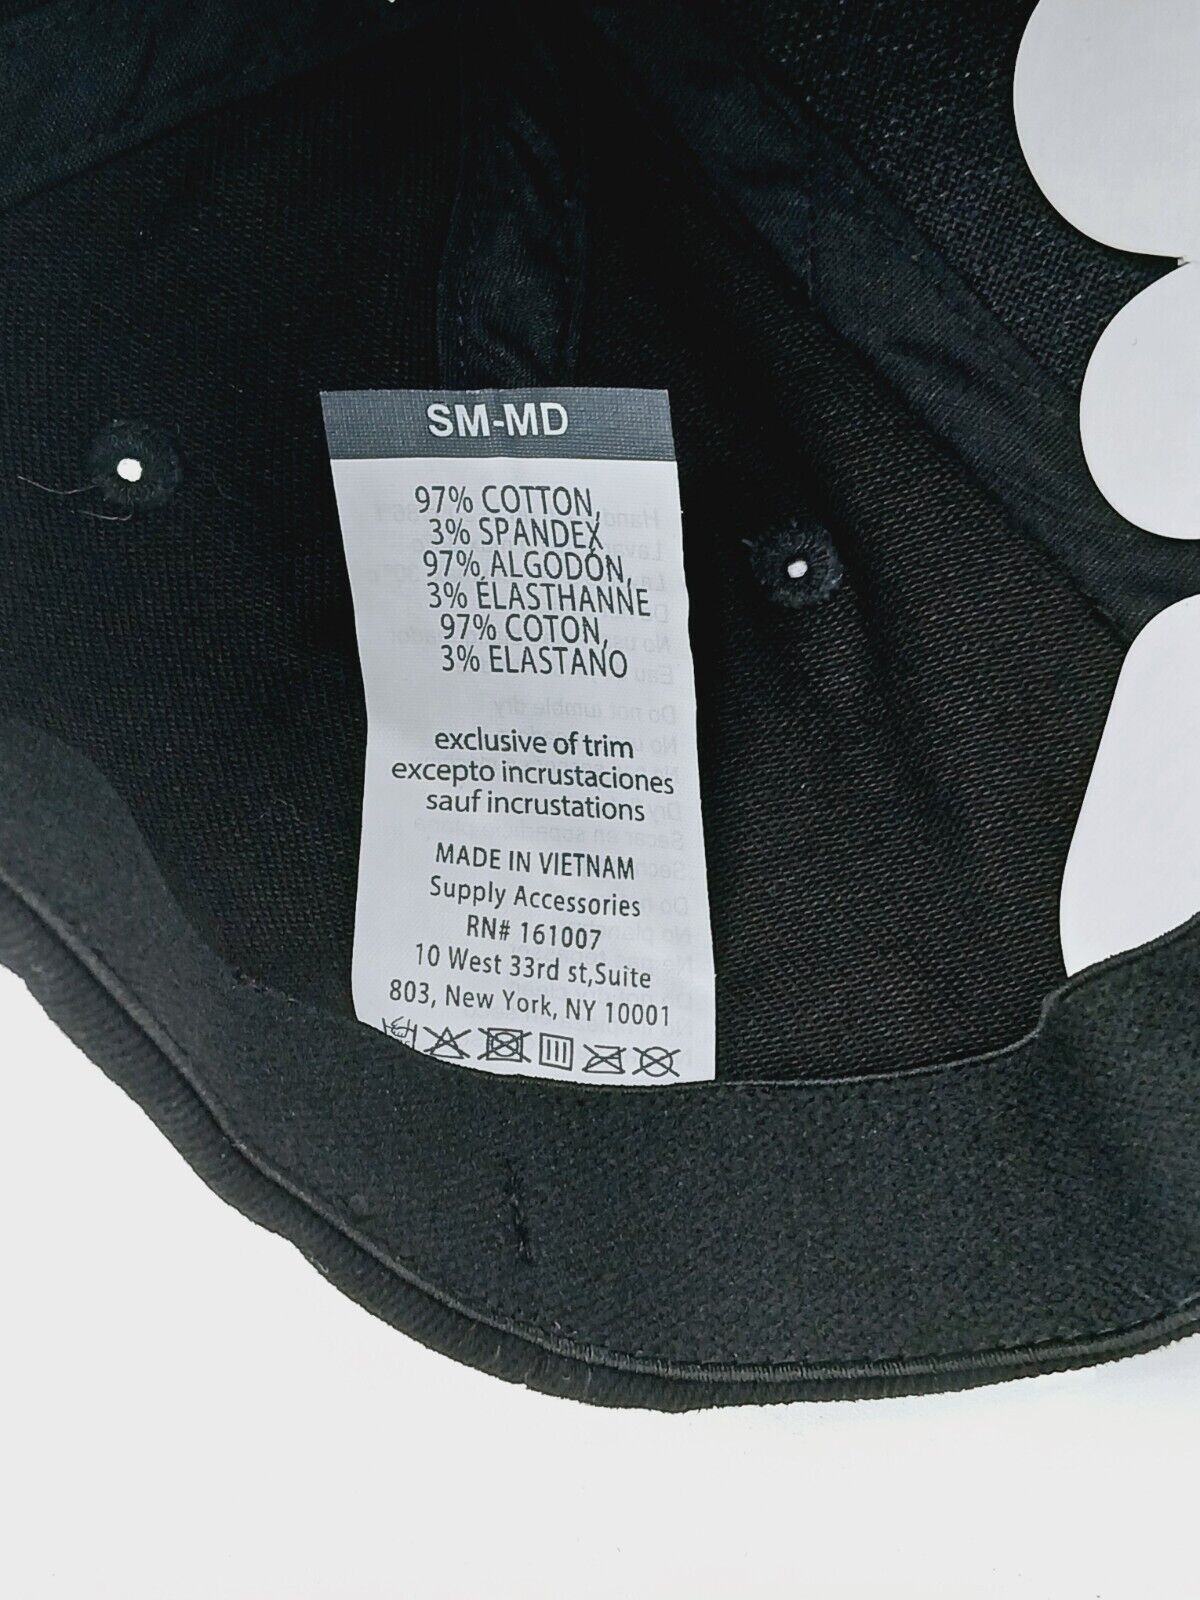 SM-MD
97% COTTON,
3% SPANDEX
97% ALGODÓN,
3% ÉLASTHANNE
97% COTON,
3% ELASTANO
exclusive of trim
excepto incrustaciones
sauf incrustations
MADE IN VIETNAM
Supply Accessories
RN# 161007
10 West 33rd st,Suite
803, New York, NY 10001